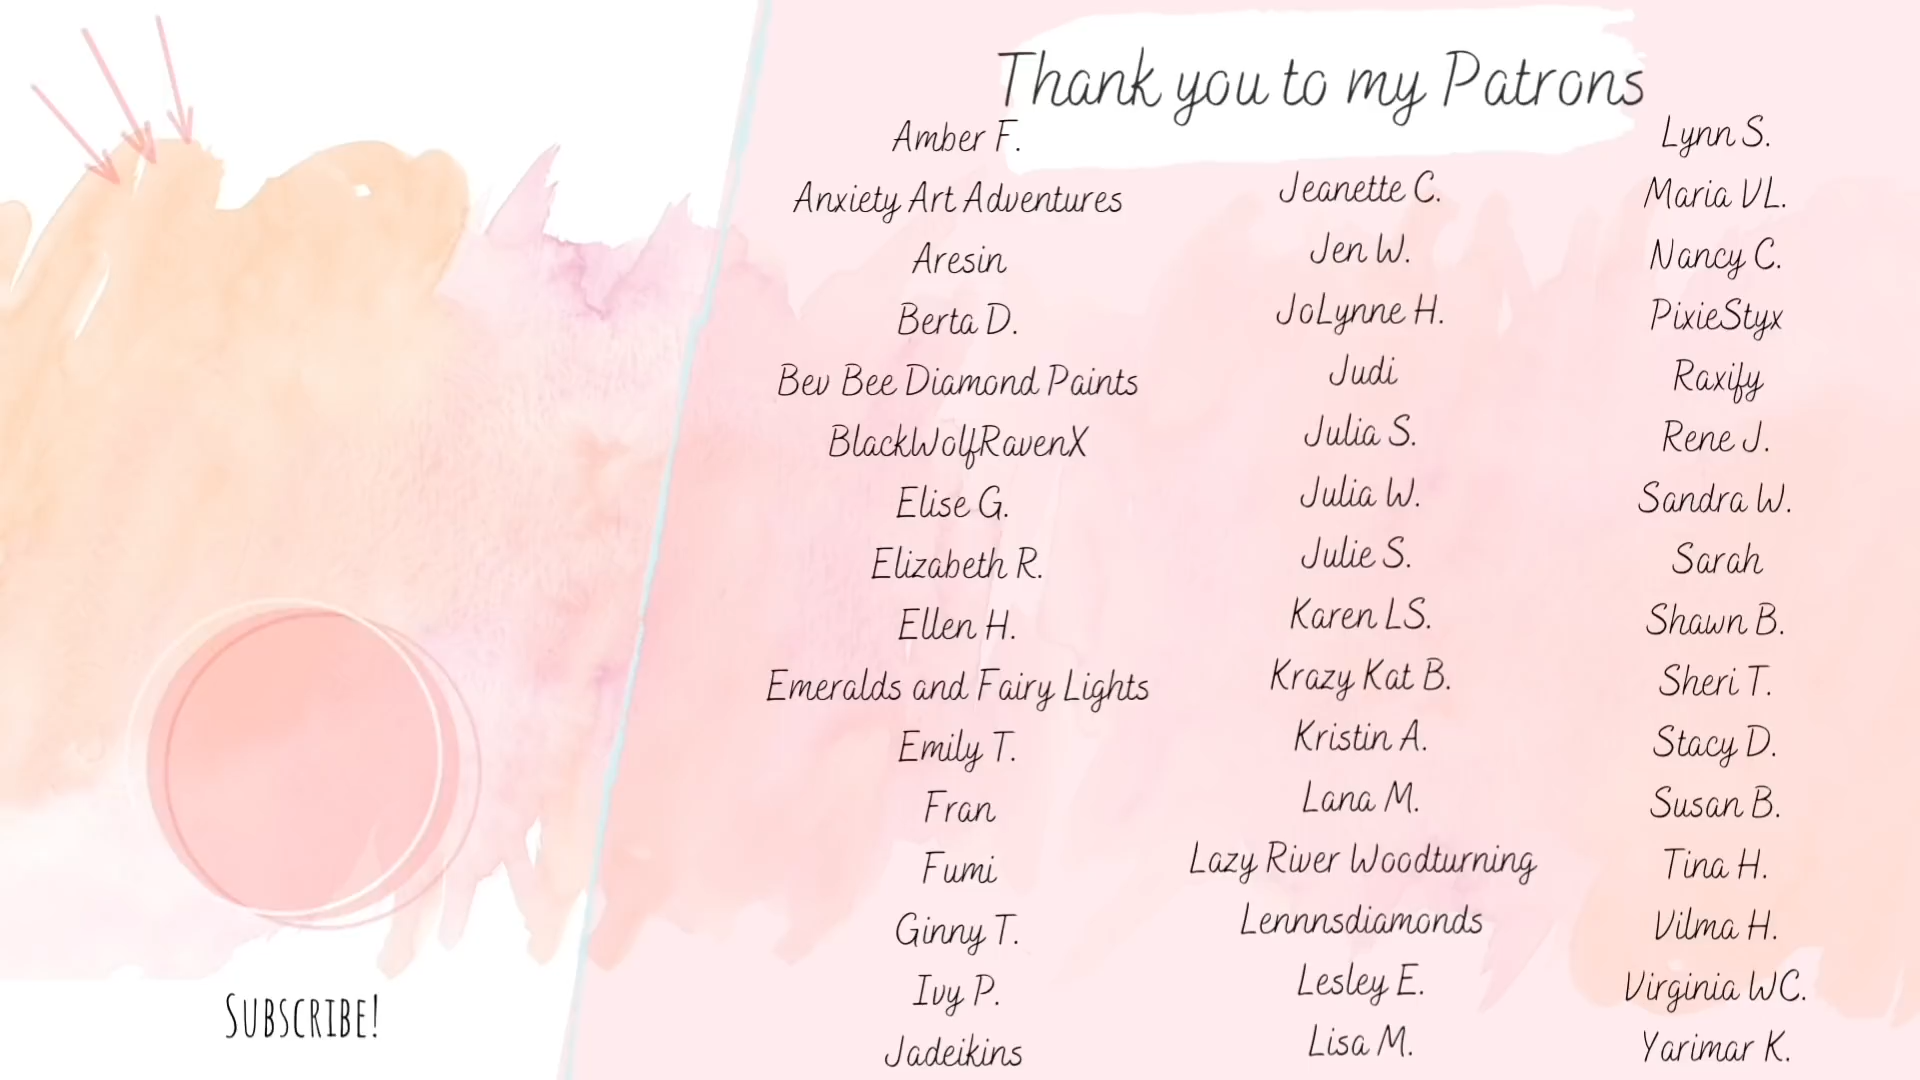 Thank you to my Patrons
Amber F.
Anxiety Art Adventures
Aresin
Berta D.
Bev Bee Diamond Paints
BlackWolfRavenX
Elise G.
Elizabeth R.
Ellen H.
Emeralds and Fairy Lights
Emily T.
Fran
Fumi
Ginny T.
Ivy P.
Jadeikins
Jeanette C.
Jen W.
JoLynne H.
Judi
Julia S.
Julia W.
Julie S.
Karen LS.
Krazy Kat B.
Kristin A.
Lana M.
Lazy River Woodturning
Lennnsdiamonds
Lesley E.
Lisa M.
Lynn S.
Maria VL.
Nancy C.
PixieStyx
Raxify
Rene J.
Sandra W.
Sarah
Shawn B.
Sheri T.
Stacy D.
Susan B.
Tina H.
Vilma H.
Virginia WC.
Yarimar K.
Subscribe!